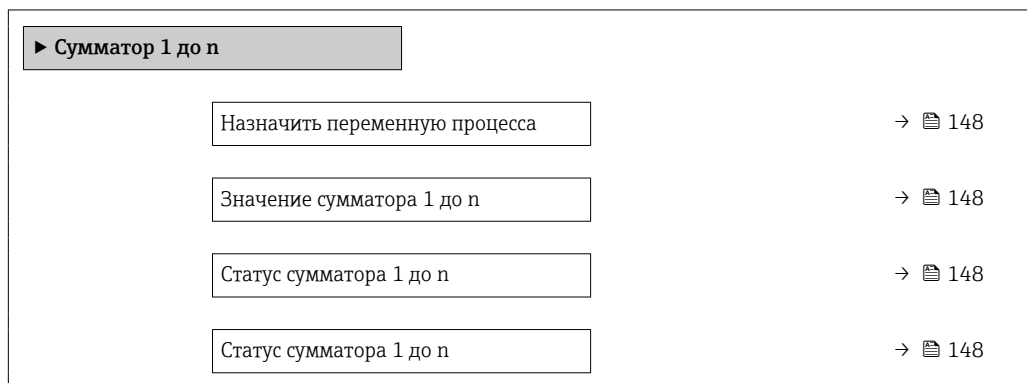 ▶ Сумматор 1 до n
Назначить переменную процесса → 148
Значение сумматора 1 до n → 148
Статус сумматора 1 до n → 148
Статус сумматора 1 до n → 148